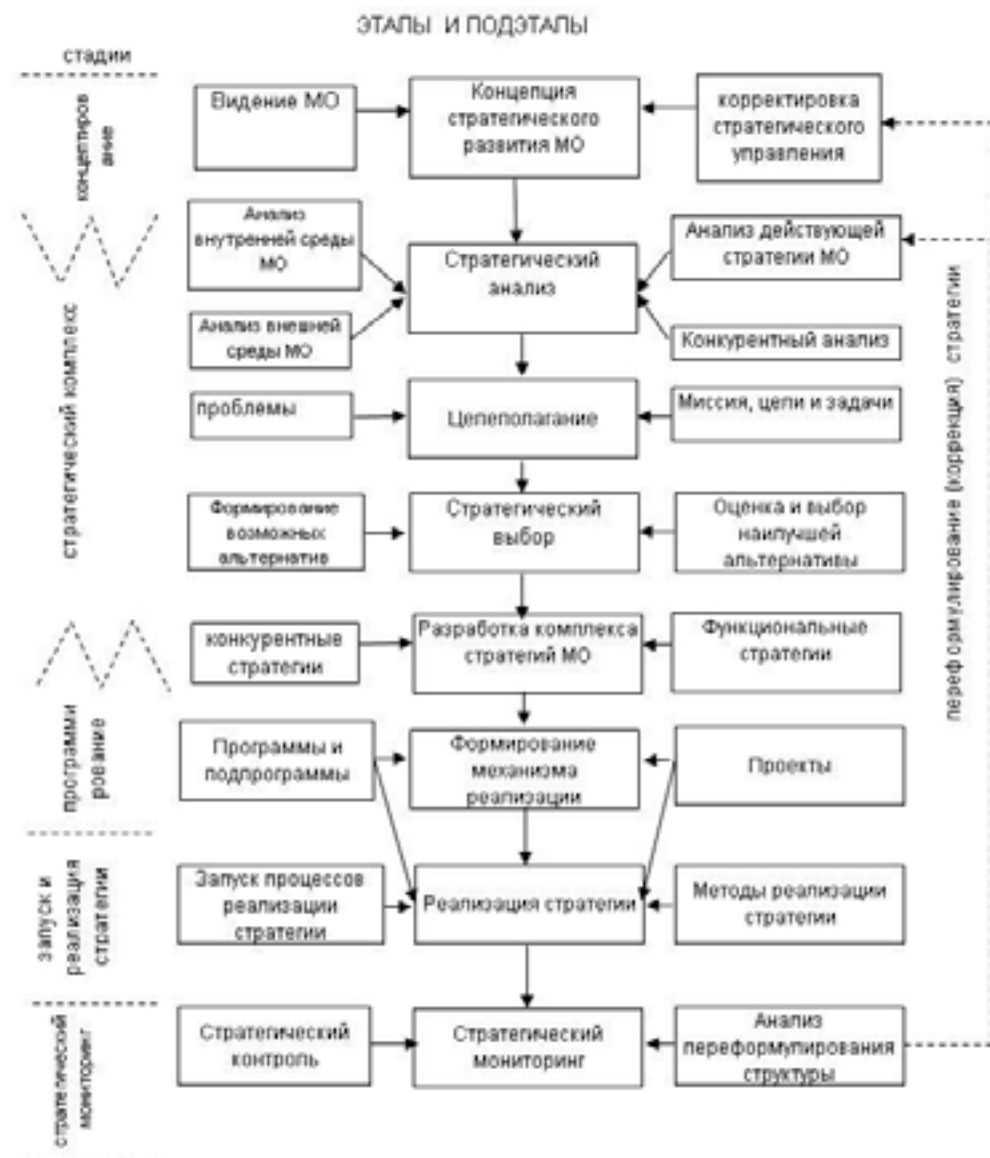 ЭТАПЫ И ПОДЭТАПЫ
стадии
концептиров
ание
Видение МО
Концепция
стратегического
развития МО
корректировка
стратегического
управления
Анализ
внутренней среды
МО
Стратегический
анализ
Анализ действующей
стратегии МО
Анализ внешней
среды МО
Конкурентный анализ
стратегический комплекс
проблемы
Целеполагание
Миссия, цели и задачи
Формирование
возможных
альтернатив
Стратегический
выбор
Оценка и выбор
наилучшей
альтернативы
переформулирование (коррекция) стратегии
конкурентные
стратегии
Разработка комплекса
стратегий МО
Функциональные
стратегии
программи
рование
Программы и
подпрограммы
Формирование
механизма
реализации
Проекты
запуск и
реализация
стратегии
Запуск процессов
реализации
стратегии
Реализация стратегии
Методы реализации
стратегии
стратегический
мониторинг
Стратегический
контроль
Стратегический
мониторинг
Анализ
переформулирования
структуры